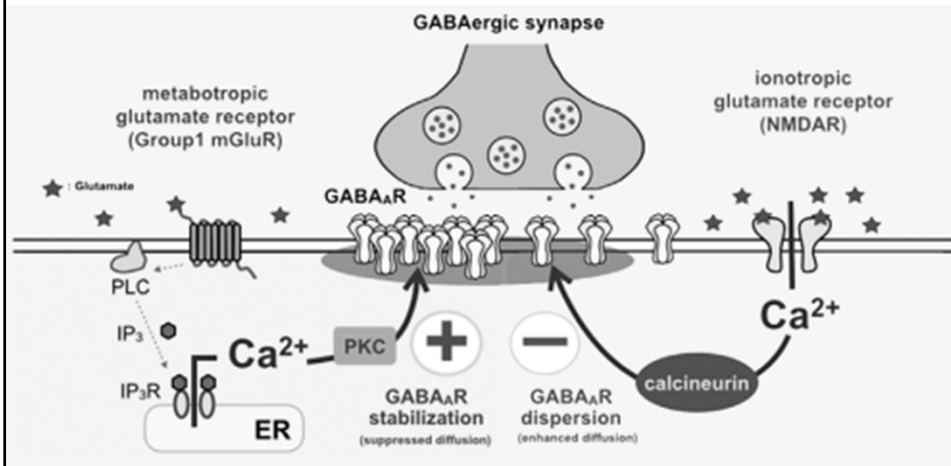 GABAergic synapse
metabotropic
glutamate receptor
(Group1 mGluR)
ionotropic
glutamate receptor
(NMDAR)
★ : Glutamate
GABAAR
PLC
IP3
IP3R
ER
Ca2+
PKC
+
−
GABAAR
stabilization
(suppressed diffusion)
GABAAR
dispersion
(enhanced diffusion)
calcineurin
Ca2+